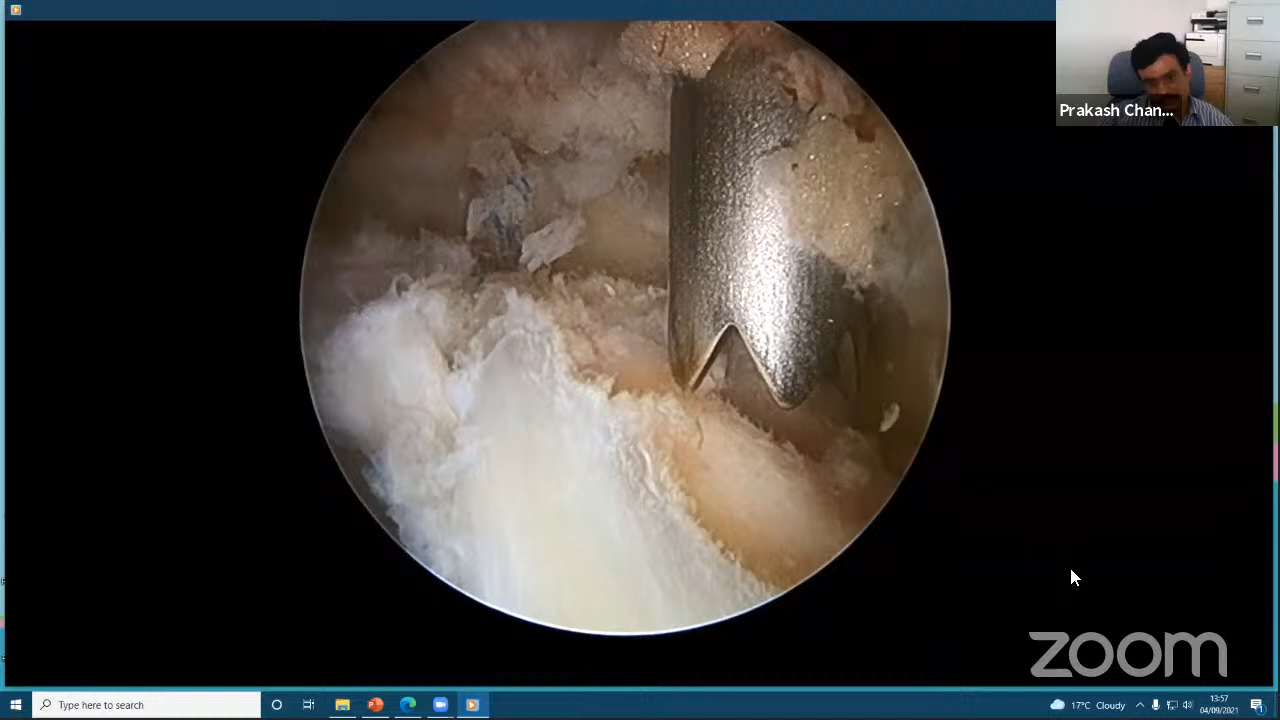 Prakash Chan...
zoom
Type here to search
17°C Cloudy
13:57
04/09/2021